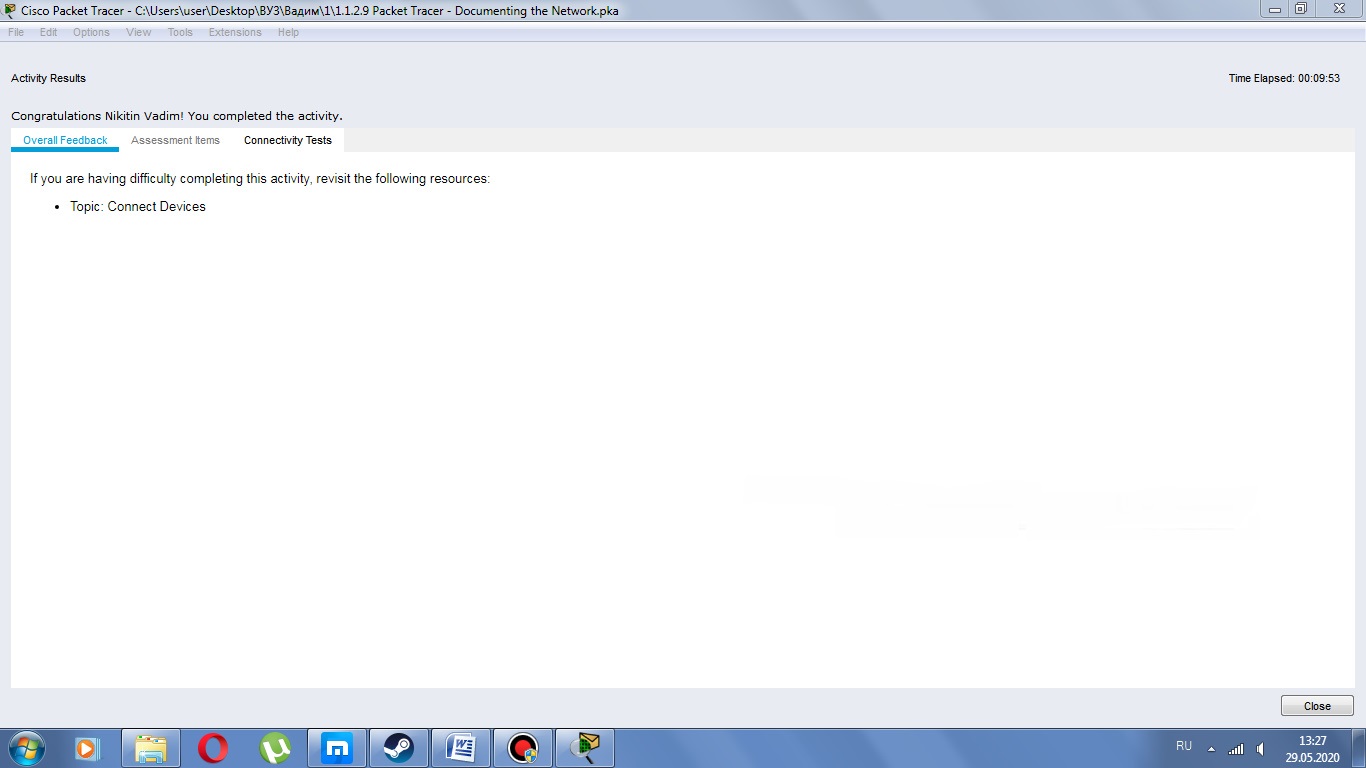 Cisco Packet Tracer - C:\Users\user\Desktop\ВУЗ\Вадим\1\1.1.2.9 Packet Tracer - Documenting the Network.pka
File Edit Options View Tools Extensions Help
Activity Results Time Elapsed: 00:09:53
Congratulations Nikitin Vadim! You completed the activity.
Overall Feedback Assessment Items Connectivity Tests
If you are having difficulty completing this activity, revisit the following resources:
• Topic: Connect Devices
Close
RU 13:27
29.05.2020